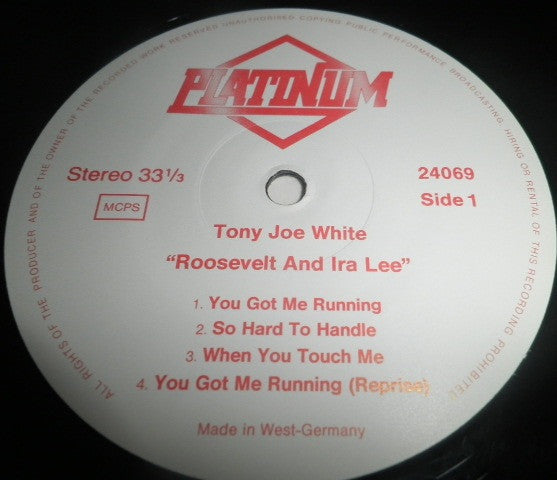 ALL RIGHTS OF THE PRODUCER AND OF THE OWNER OF THE RECORDED WORK RESERVED UNAUTHORISED COPYING PUBLIC PERFORMANCE BROADCASTING, HIRING OR RENTAL OF THIS RECORDING PROHIBITED
PLATINUM
Stereo 33 1/3
24069
MCPS
Side 1
Tony Joe White
"Roosevelt And Ira Lee"
1. You Got Me Running
2. So Hard To Handle
3. When You Touch Me
4. You Got Me Running (Reprise)
Made in West-Germany